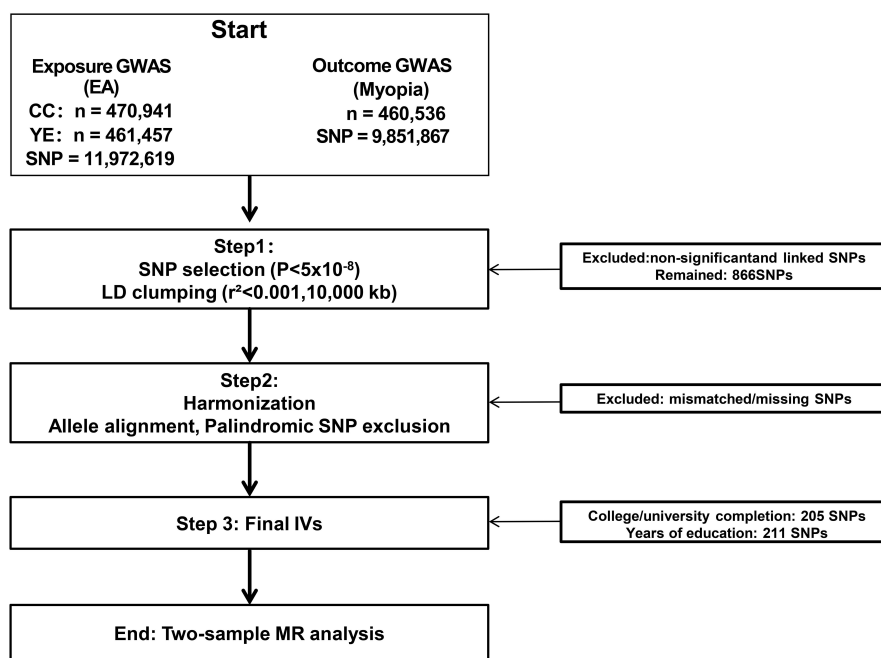 Start
Exposure GWAS
(EA)
CC: n = 470,941
YE: n = 461,457
SNP = 11,972,619
Outcome GWAS
(Myopia)
n = 460,536
SNP = 9,851,867
Step1:
SNP selection (P<5x10⁻⁸)
LD clumping (r²<0.001,10,000 kb)
Excluded:non-significantand linked SNPs
Remained: 866SNPs
Step2:
Harmonization
Allele alignment, Palindromic SNP exclusion
Excluded: mismatched/missing SNPs
Step 3: Final IVs
College/university completion: 205 SNPs
Years of education: 211 SNPs
End: Two-sample MR analysis